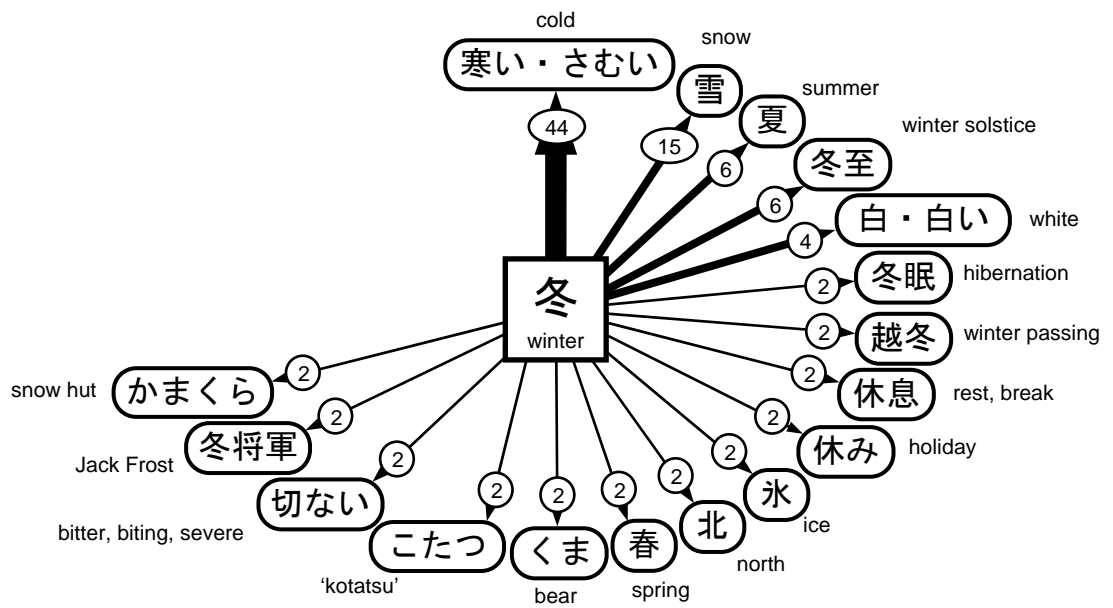 cold
寒い・さむい
44
snow
雪
15
summer
夏
6
winter solstice
冬至
6
白・白い
white
4
冬眠
hibernation
2
越冬
winter passing
2
休息
rest, break
2
休み
holiday
2
氷
ice
2
北
north
2
春
spring
2
くま
bear
2
こたつ
‘kotatsu’
2
切ない
bitter, biting, severe
2
冬将軍
Jack Frost
2
かまくら
snow hut
2
冬
winter